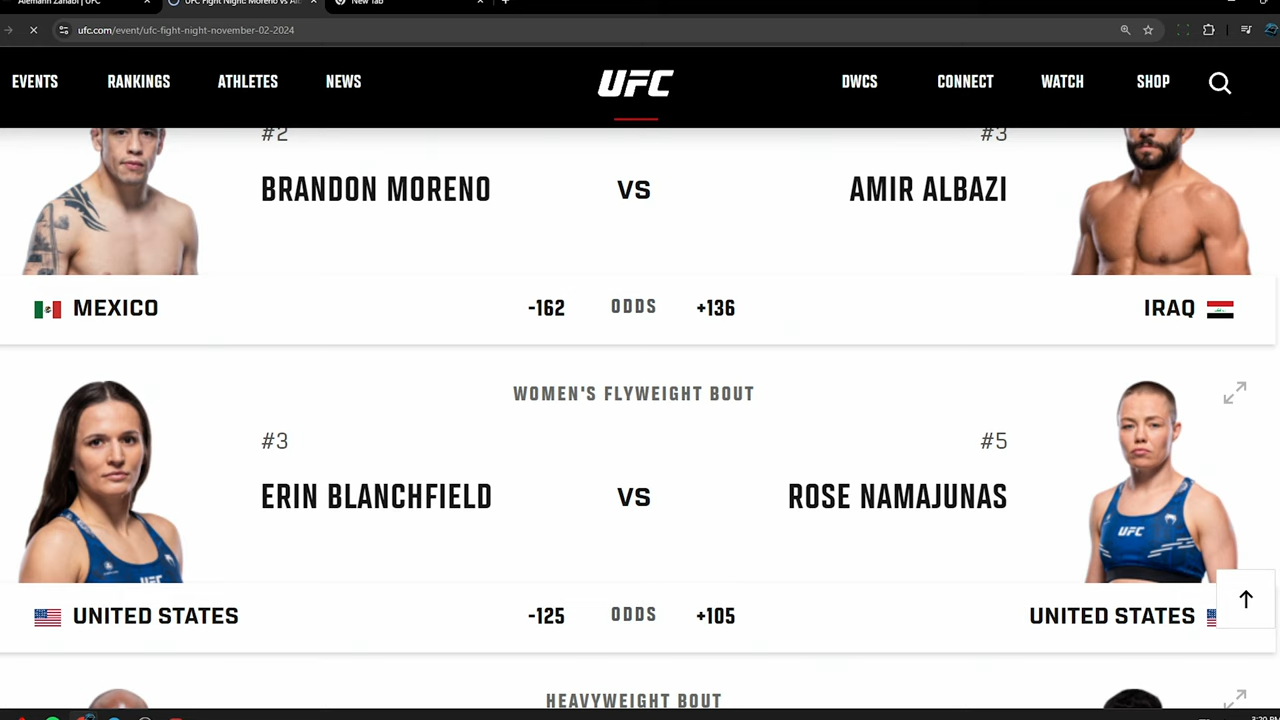 Alemann Zahabi | UFC
UFC Fight Night: Moreno vs Al
New Tab
ufc.com/event/ufc-fight-night-november-02-2024
EVENTS RANKINGS ATHLETES NEWS UFC DWCS CONNECT WATCH SHOP
#2 #3
BRANDON MORENO VS AMIR ALBAZI
MEXICO -162 ODDS +136 IRAQ
WOMEN'S FLYWEIGHT BOUT
#3 #5
ERIN BLANCHFIELD VS ROSE NAMAJUNAS
UFC
UFC
UNITED STATES -125 ODDS +105 UNITED STATES
HEAVYWEIGHT BOUT